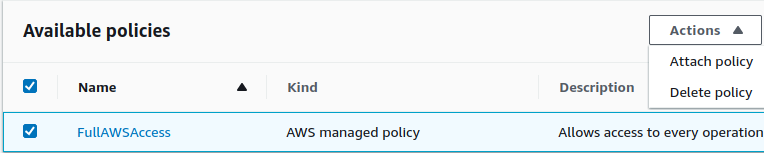 Available policies
Actions
Attach policy
Delete policy
Name Kind Description
FullAWSAccess AWS managed policy Allows access to every operation